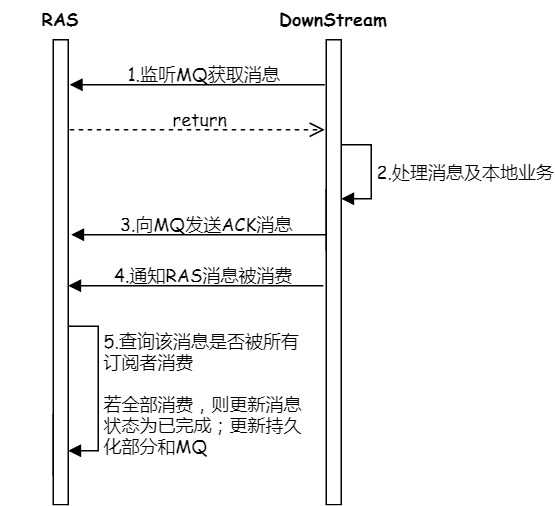 RAS
DownStream
1.监听MQ获取消息
return
2.处理消息及本地业务
3.向MQ发送ACK消息
4.通知RAS消息被消费
5.查询该消息是否被所有
订阅者消费
若全部消费，则更新消息
状态为已完成；更新持久
化部分和MQ